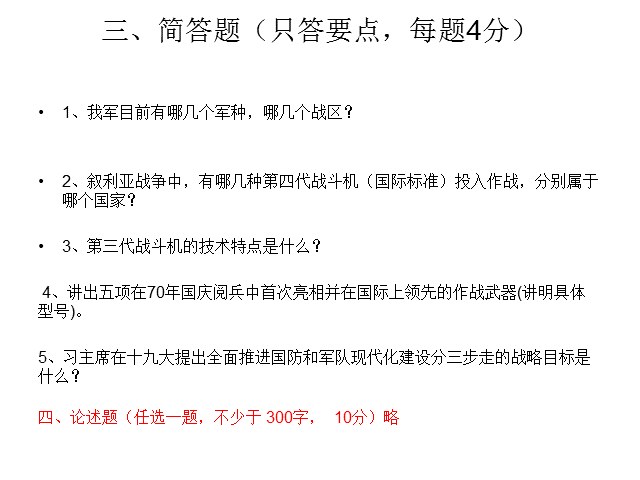 三、简答题（只答要点，每题4分）
• 1、我军目前有哪几个军种，哪几个战区？
• 2、叙利亚战争中，有哪几种第四代战斗机（国际标准）投入作战，分别属于
哪个国家？
• 3、第三代战斗机的技术特点是什么？
4、讲出五项在70年国庆阅兵中首次亮相并在国际上领先的作战武器(讲明具体
型号)。
5、习主席在十九大提出全面推进国防和军队现代化建设分三步走的战略目标是
什么？
四、论述题（任选一题，不少于 300字， 10分）略